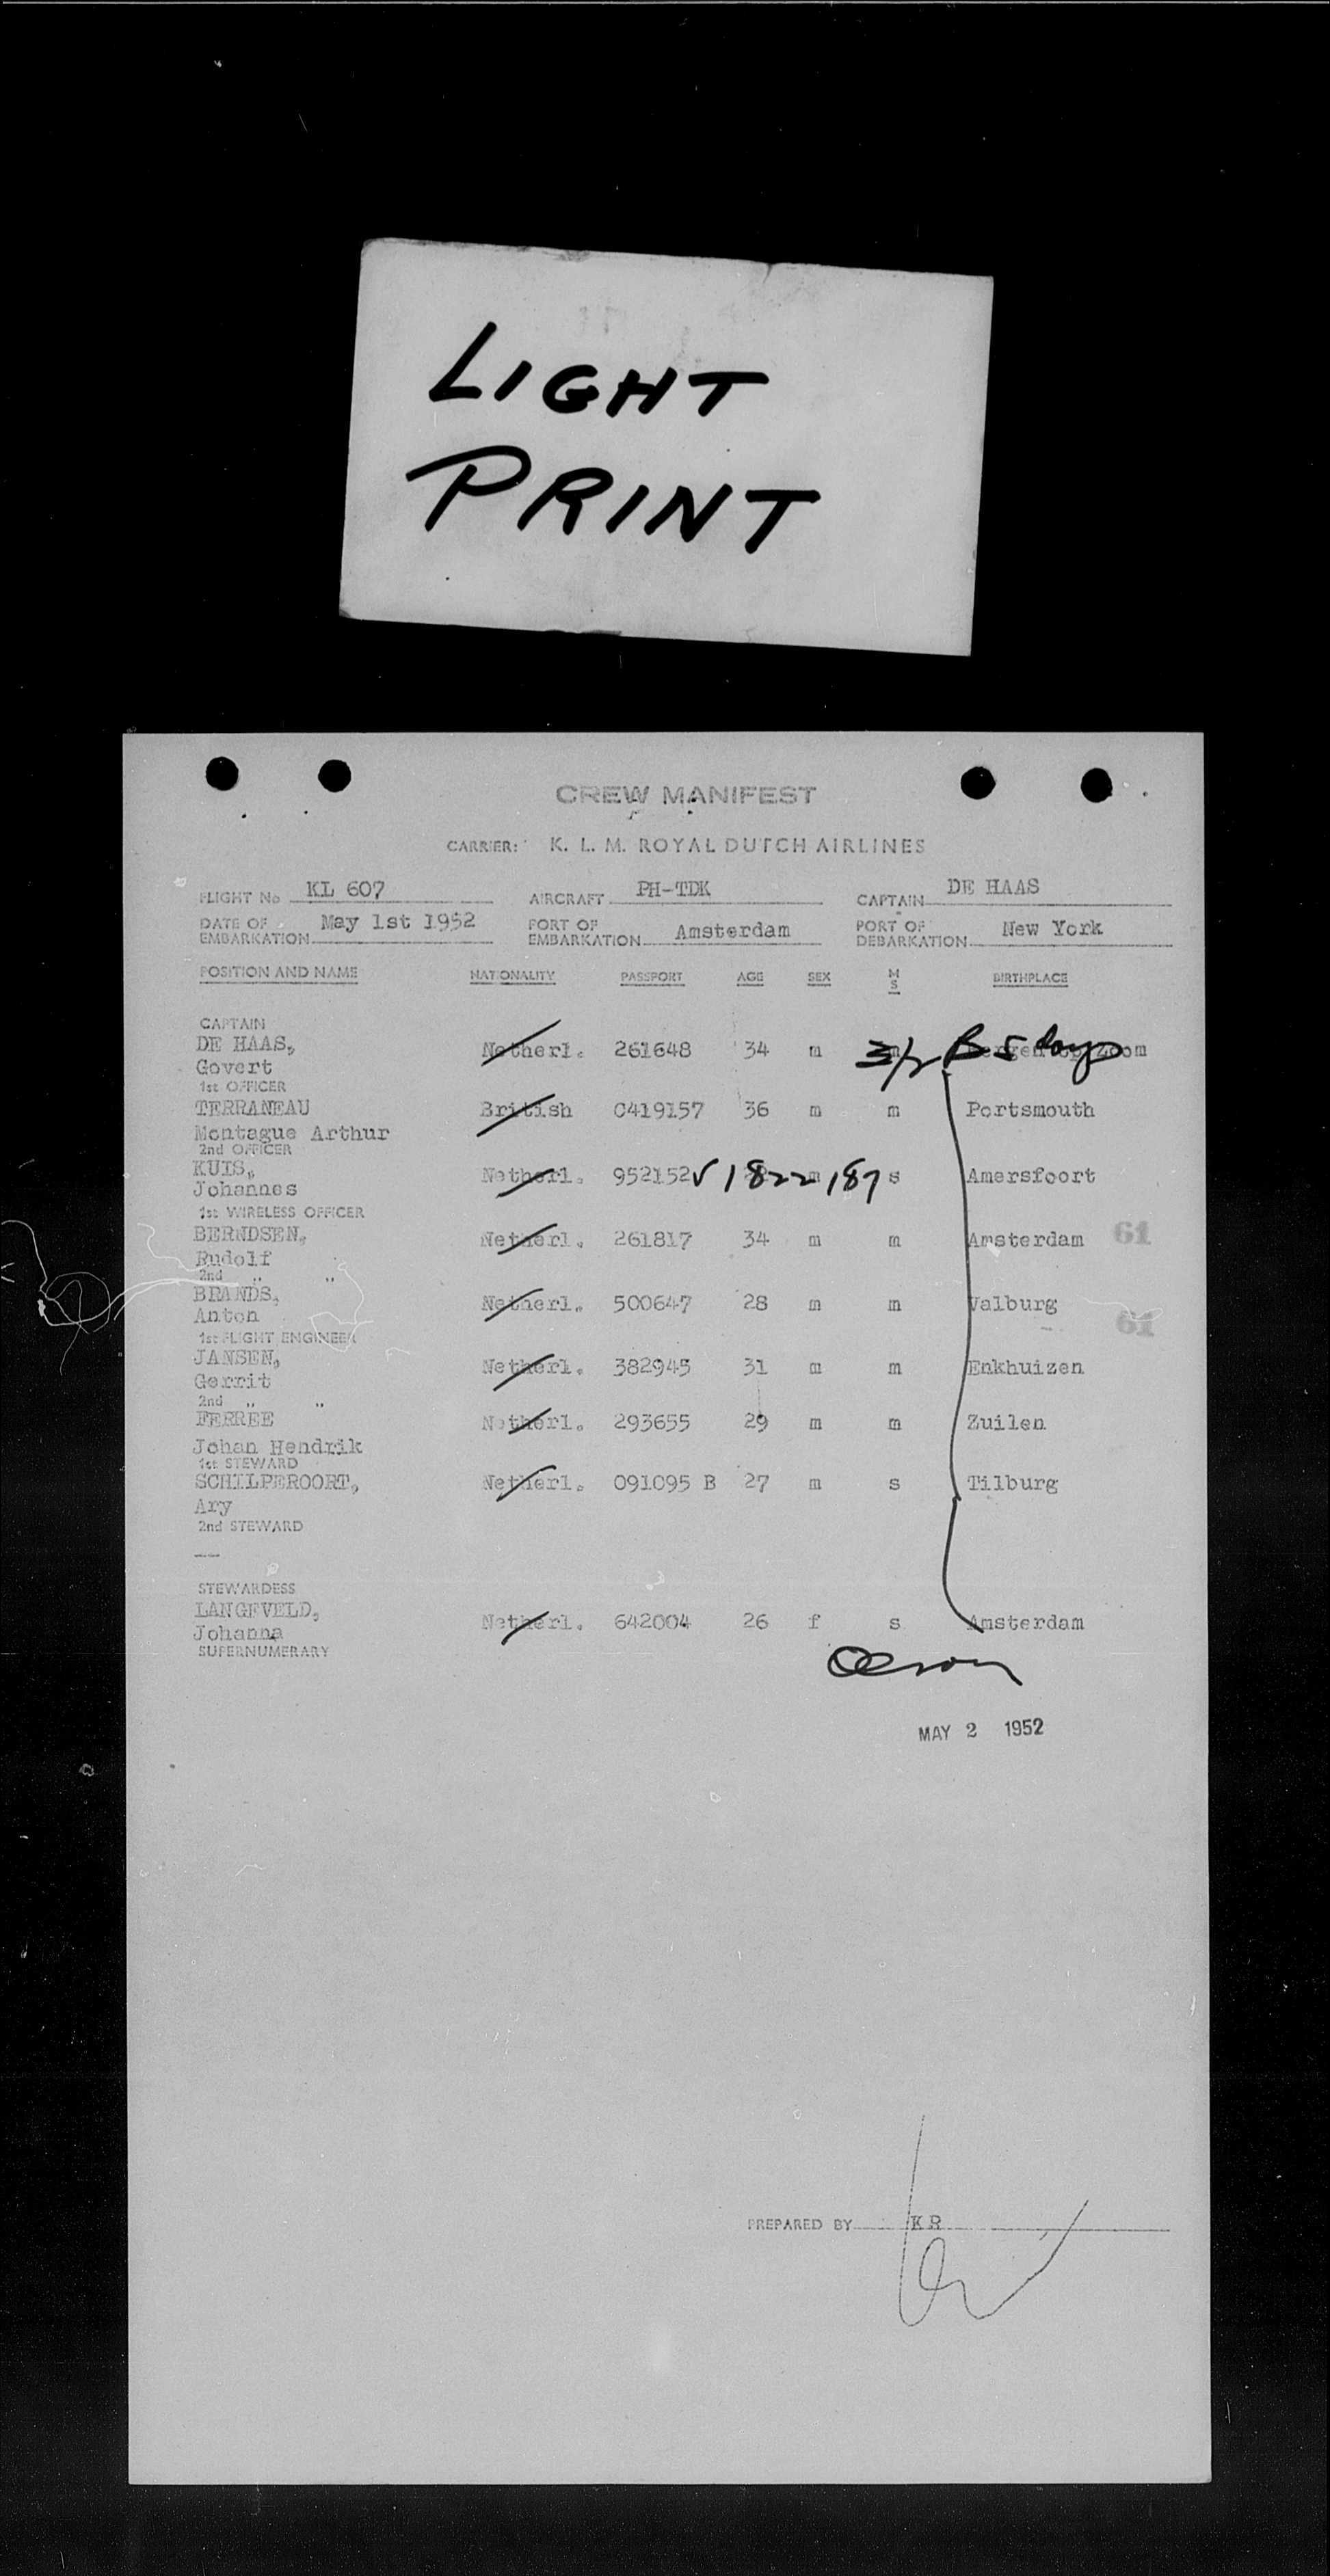 LIGHT
PRINT
CREW MANIFEST
CARRIER: K. L. M. ROYAL DUTCH AIRLINES
FLIGHT No KL 607 AIRCRAFT PH-TDK CAPTAIN DE HAAS
DATE OF EMBARKATION May 1st 1952 PORT OF EMBARKATION Amsterdam PORT OF DEBARKATION New York
POSITION AND NAME NATIONALITY PASSPORT AGE SEX M S BIRTHPLACE
CAPTAIN
DE HAAS, Netherl. 261648 34 m B 5 days
Govert
1st OFFICER
TERRANEAU British C419157 36 m m Portsmouth
Montague Arthur
2nd OFFICER
KUIS, Netherl. 952152 s Amersfoort
Johannes
1st WIRELESS OFFICER
BERNDSEN, Netherl. 261817 34 m m Amsterdam 61
Rudolf
2nd " "
BRANDS, Netherl. 500647 28 m m Valburg 61
Anton
1st FLIGHT ENGINEER
JANSEN, Netherl. 382945 31 m m Enkhuizen
Gerrit
2nd " "
FERREE Netherl. 293655 29 m m Zuilen
Johan Hendrik
1st STEWARD
SCHILPEROORT, Netherl. 091095 B 27 m s Tilburg
Ary
2nd STEWARD
---
STEWARDESS
LANGEVELD, Netherl. 642004 26 f s Amsterdam
Johanna
SUPERNUMERARY
MAY 2 1952
PREPARED BY KR